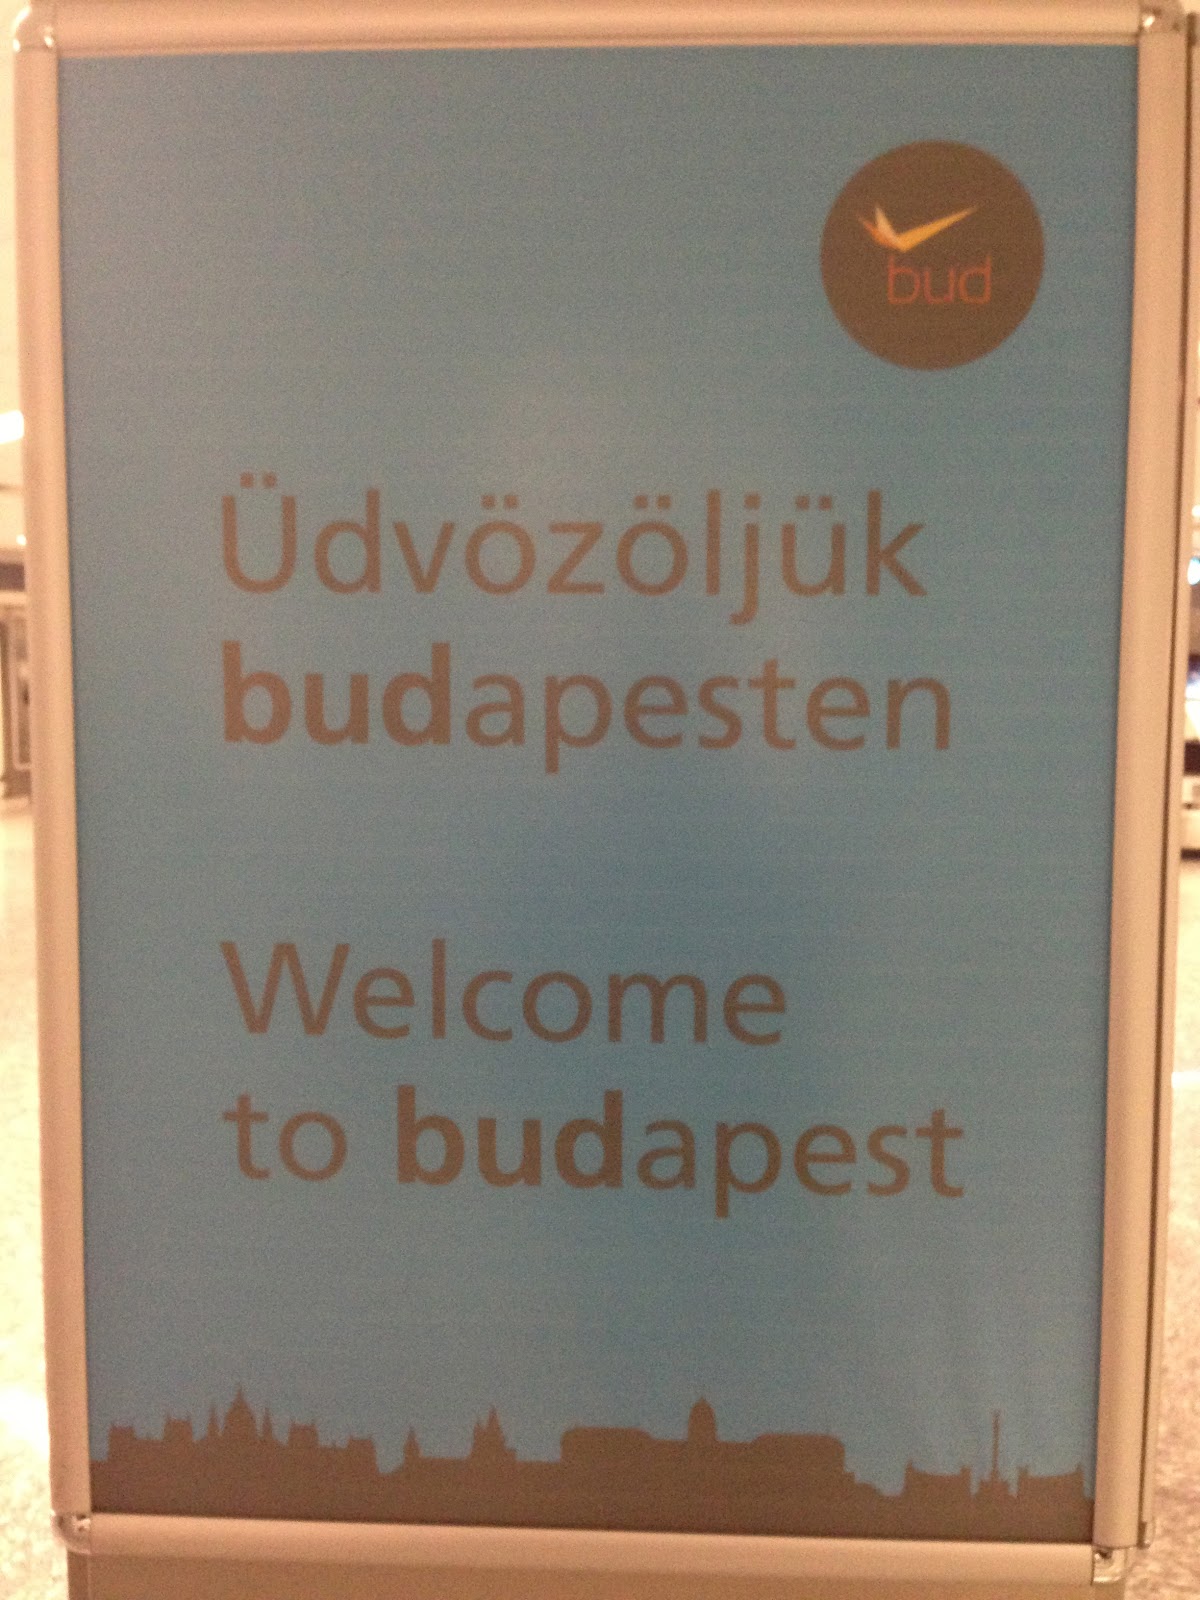 bud
Üdvözöljük
budapesten
Welcome
to budapest